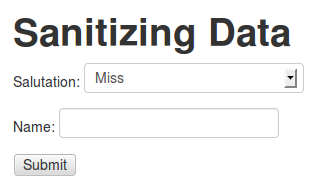 Sanitizing Data
Salutation: Miss
Name:
Submit